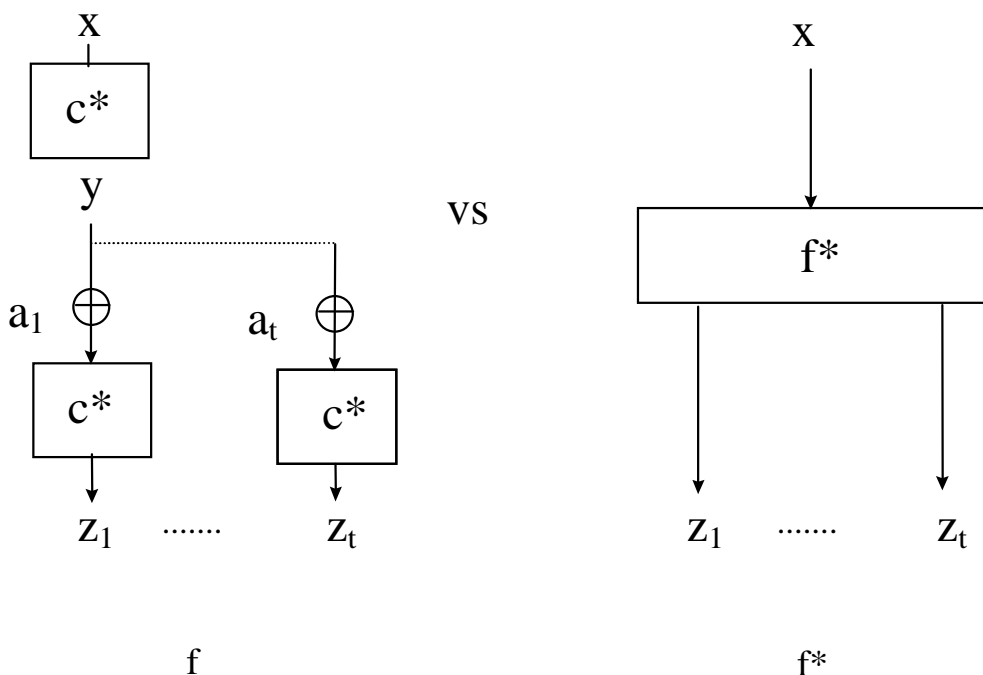 x
c*
y
a₁
aₜ
c*
c*
z₁ ....... zₜ
f
vs
x
f*
z₁ ....... zₜ
f*